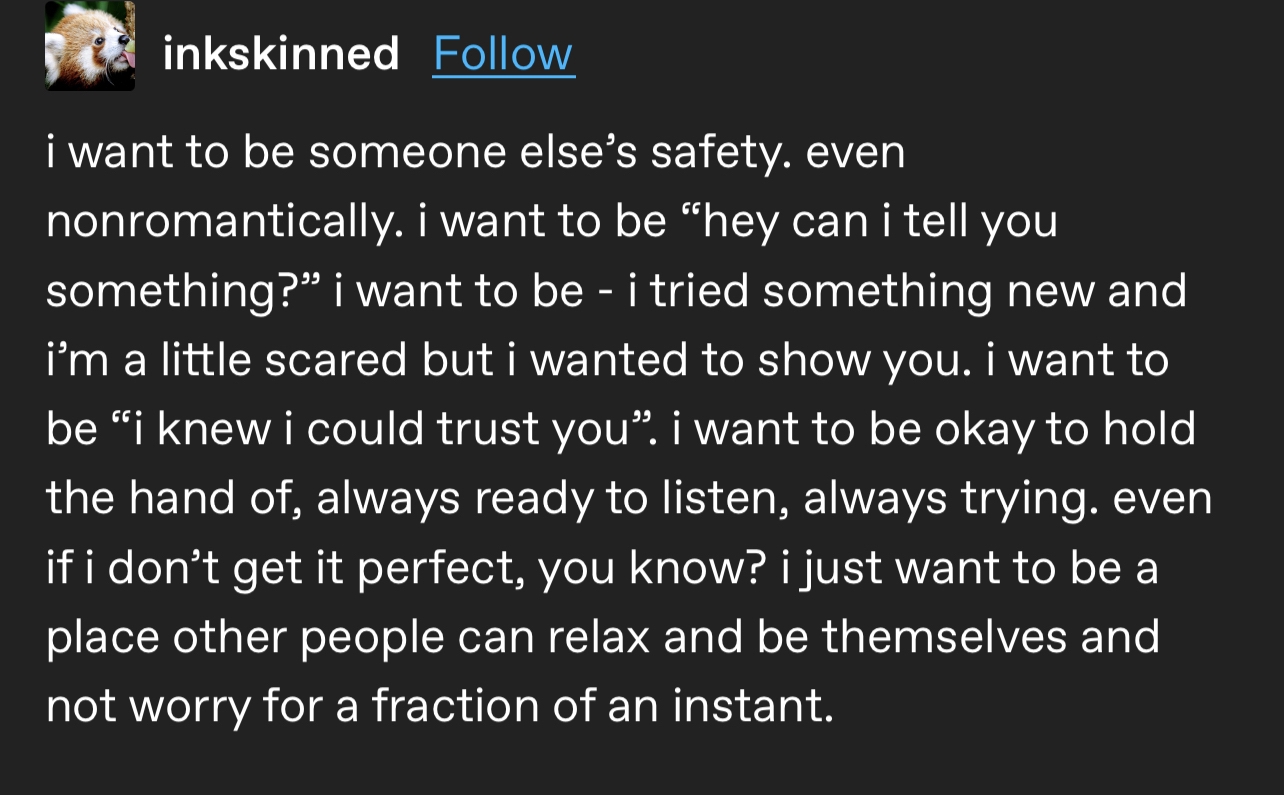 inkskinned Follow
i want to be someone else’s safety. even
nonromantically. i want to be “hey can i tell you
something?” i want to be - i tried something new and
i’m a little scared but i wanted to show you. i want to
be “i knew i could trust you”. i want to be okay to hold
the hand of, always ready to listen, always trying. even
if i don’t get it perfect, you know? i just want to be a
place other people can relax and be themselves and
not worry for a fraction of an instant.